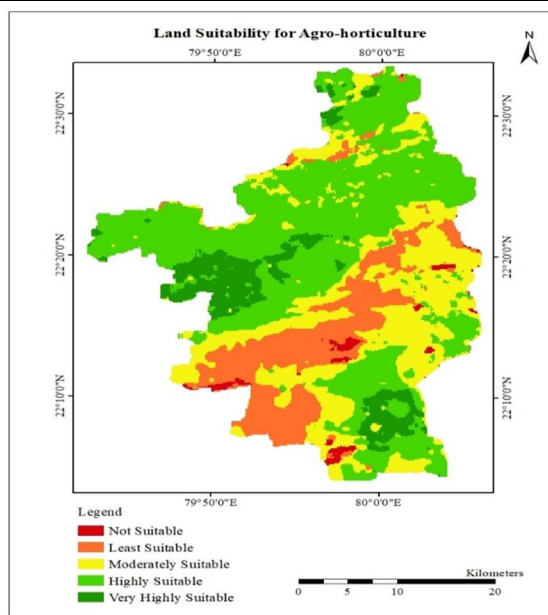 Land Suitability for Agro-horticulture
N
79°50'0"E 80°0'0"E
22°30'0"N 22°30'0"N
22°20'0"N 22°20'0"N
22°10'0"N 22°10'0"N
79°50'0"E 80°0'0"E
Legend
Not Suitable
Least Suitable
Moderately Suitable
Highly Suitable
Very Highly Suitable
Kilometers
0 5 10 20